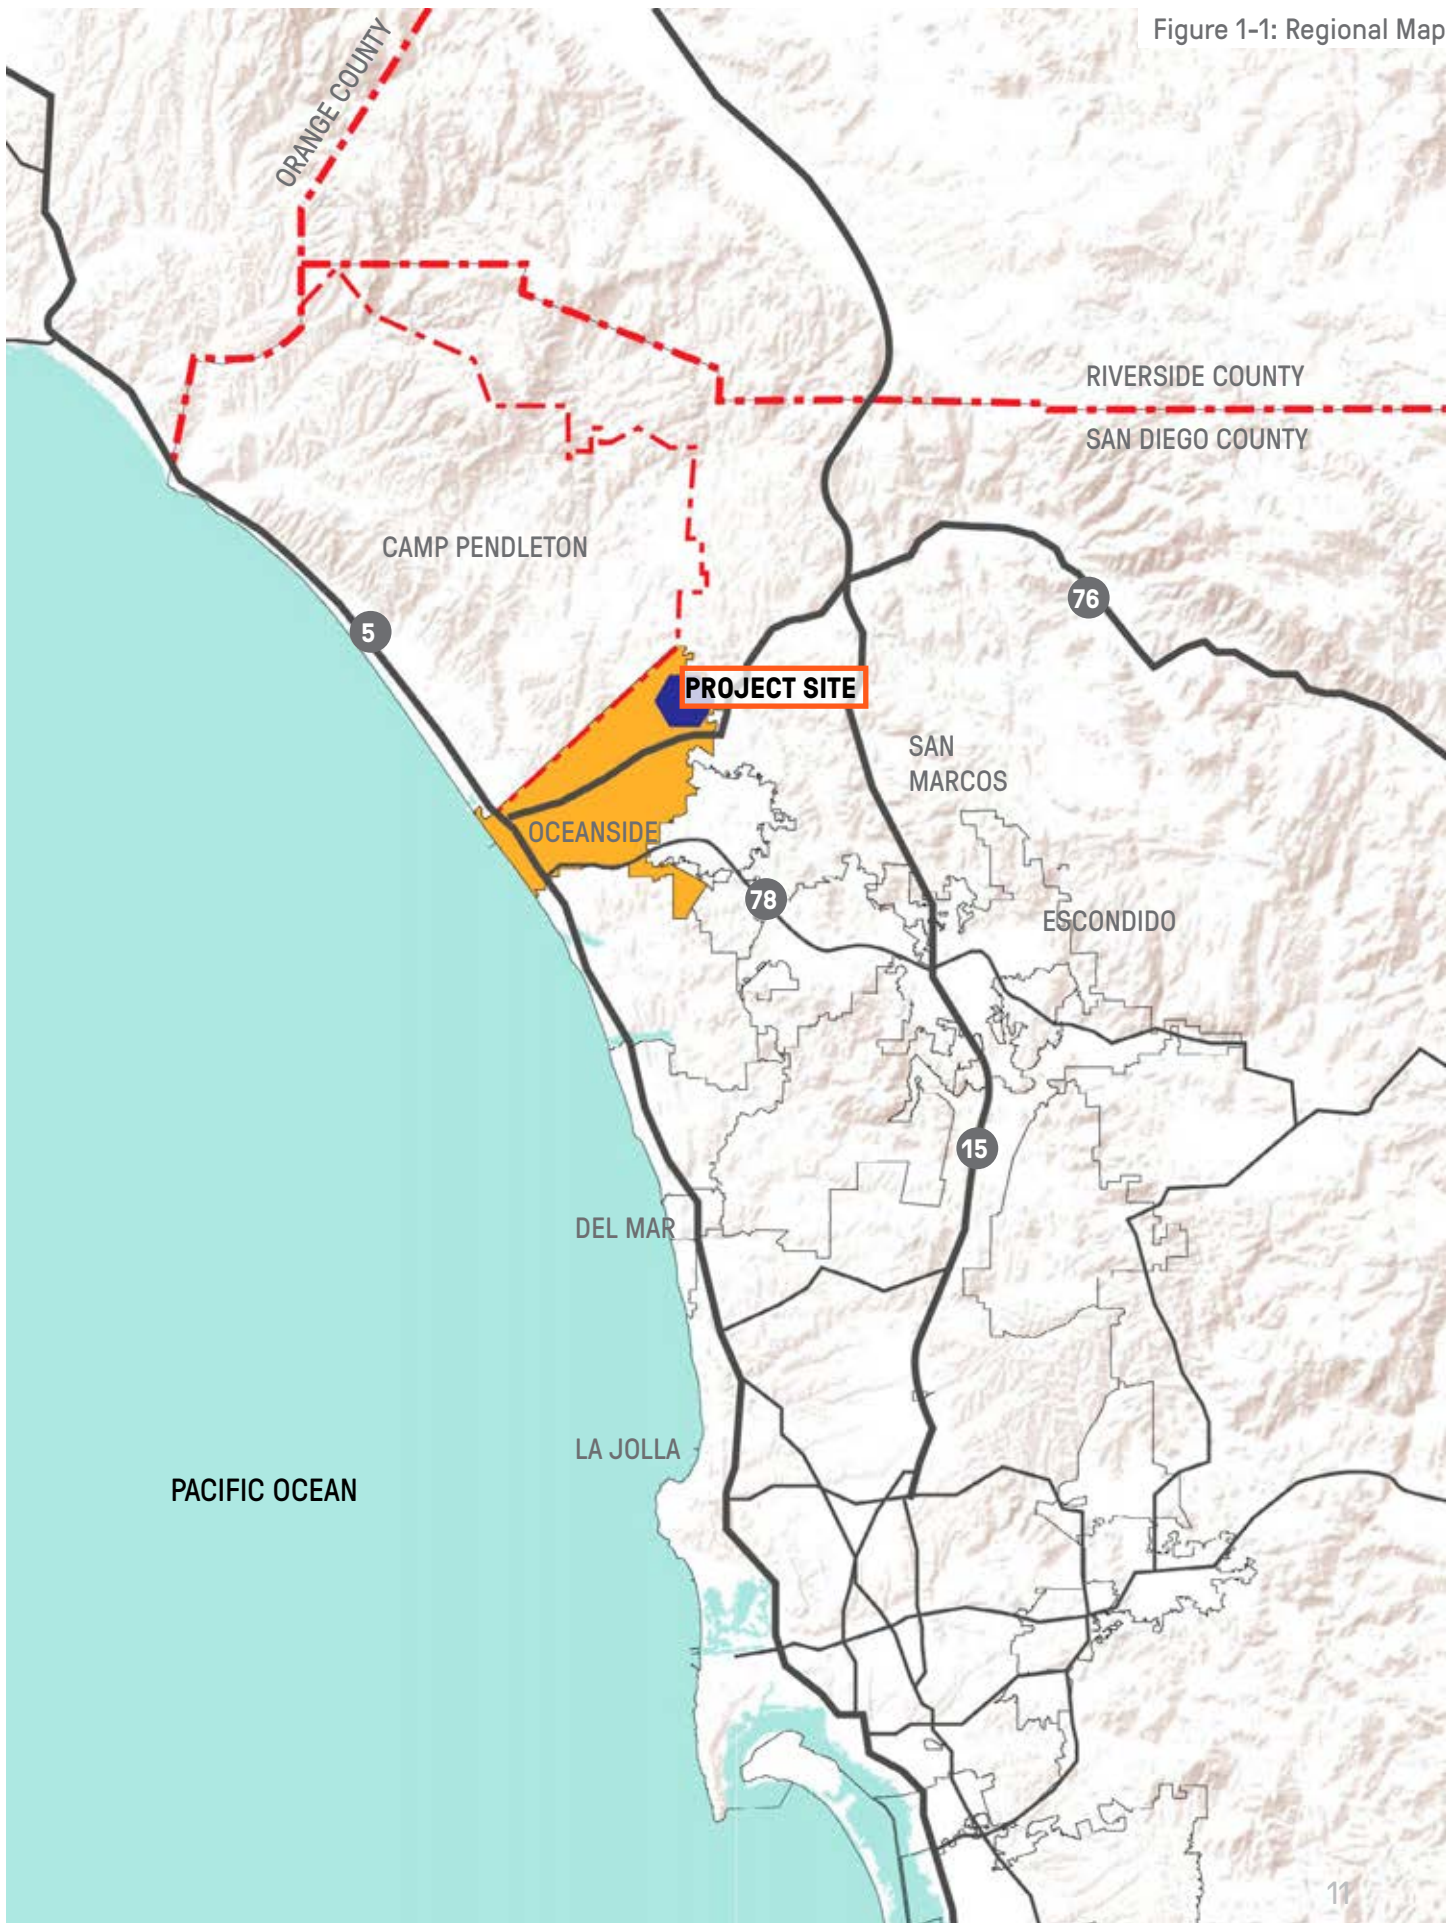 Figure 1-1: Regional Map
ORANGE COUNTY
RIVERSIDE COUNTY
SAN DIEGO COUNTY
CAMP PENDLETON
76
5
PROJECT SITE
SAN
MARCOS
OCEANSIDE
78
ESCONDIDO
15
DEL MAR
LA JOLLA
PACIFIC OCEAN
11